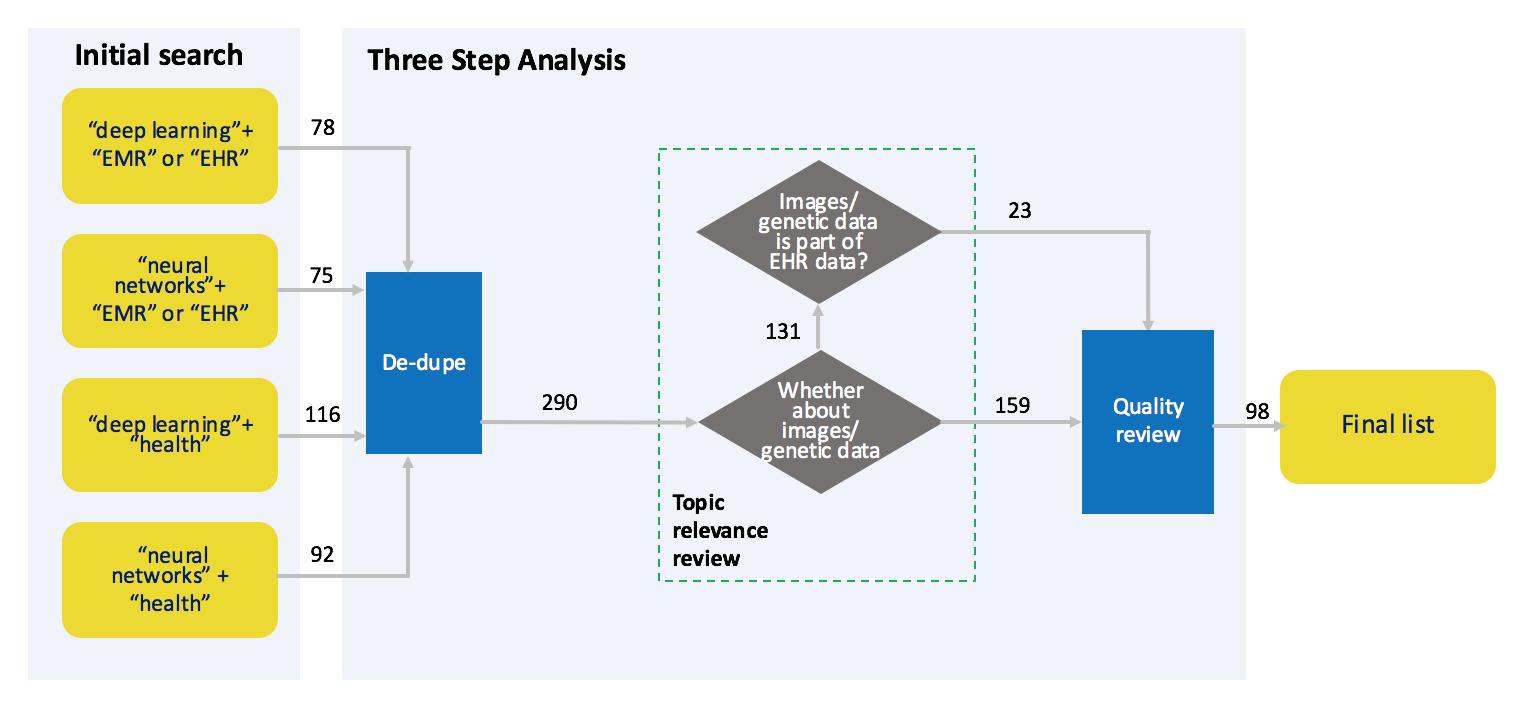 Initial search
Three Step Analysis
“deep learning”+
“EMR” or “EHR”
78
“neural
networks”+
“EMR” or “EHR”
75
“deep learning”+
“health”
116
“neural
networks” +
“health”
92
De-dupe
290
Images/
genetic data
is part of
EHR data?
23
131
Whether
about
images/
genetic data
159
Topic
relevance
review
Quality
review
98
Final list